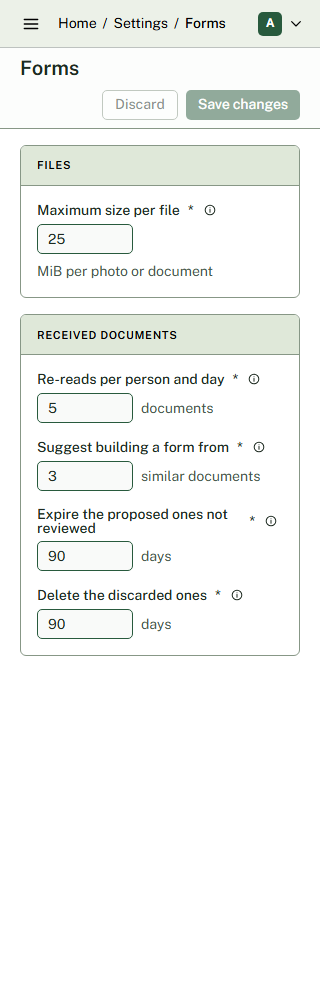 Home / Settings / Forms
A
Forms
Discard
Save changes
FILES
Maximum size per file *
25
MiB per photo or document
RECEIVED DOCUMENTS
Re-reads per person and day *
5 documents
Suggest building a form from *
3 similar documents
Expire the proposed ones not
reviewed *
90 days
Delete the discarded ones *
90 days